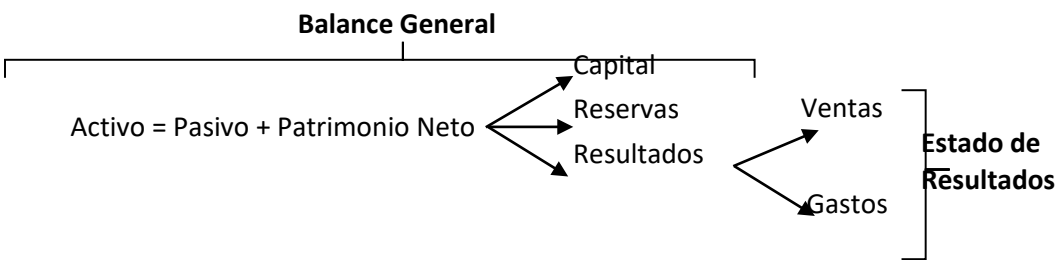 Balance General
Capital
Reservas
Ventas
Activo = Pasivo + Patrimonio Neto
Resultados
Estado de
Resultados
Gastos